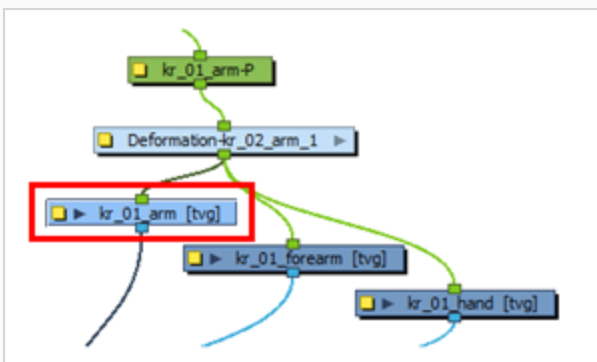 kr_01_arm-P
Deformation-kr_02_arm_1
kr_01_arm [tvg]
kr_01_forearm [tvg]
kr_01_hand [tvg]